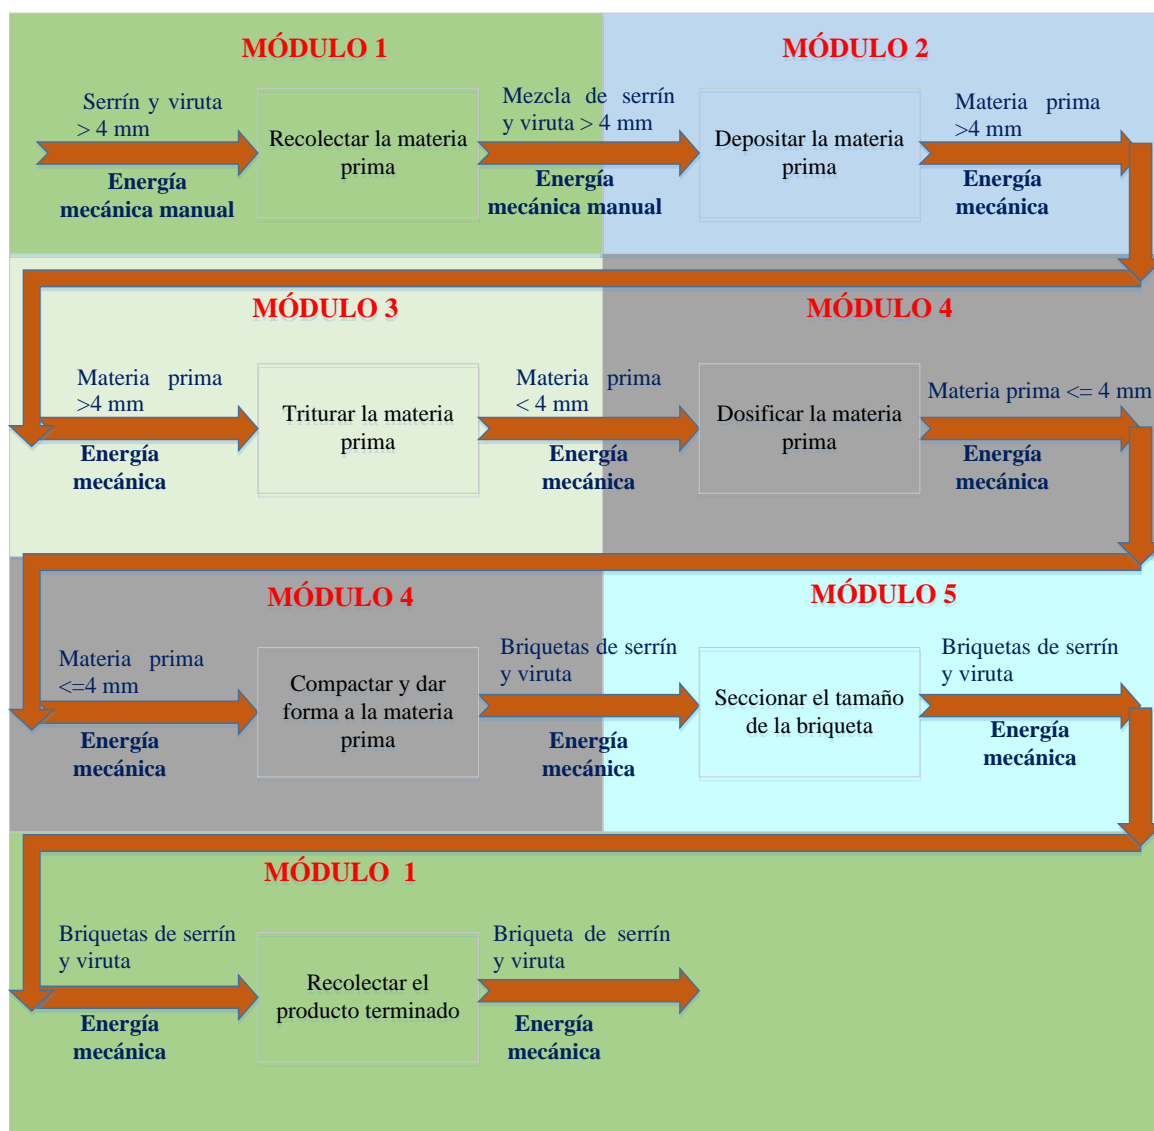 MÓDULO 1
MÓDULO 2
Serrín y viruta
> 4 mm
Recolectar la materia
prima
Mezcla de serrín
y viruta > 4 mm
Depositar la materia
prima
Materia prima
>4 mm
Energía
mecánica manual
Energía
mecánica manual
Energía
mecánica
MÓDULO 3
MÓDULO 4
Materia prima
>4 mm
Triturar la materia
prima
Materia prima
< 4 mm
Dosificar la materia
prima
Materia prima <= 4 mm
Energía
mecánica
Energía
mecánica
Energía
mecánica
MÓDULO 4
MÓDULO 5
Materia prima
<=4 mm
Compactar y dar
forma a la materia
prima
Briquetas de serrín
y viruta
Seccionar el tamaño
de la briqueta
Briquetas de serrín
y viruta
Energía
mecánica
Energía
mecánica
Energía
mecánica
MÓDULO 1
Briquetas de serrín
y viruta
Recolectar el
producto terminado
Briqueta de serrín
y viruta
Energía
mecánica
Energía
mecánica